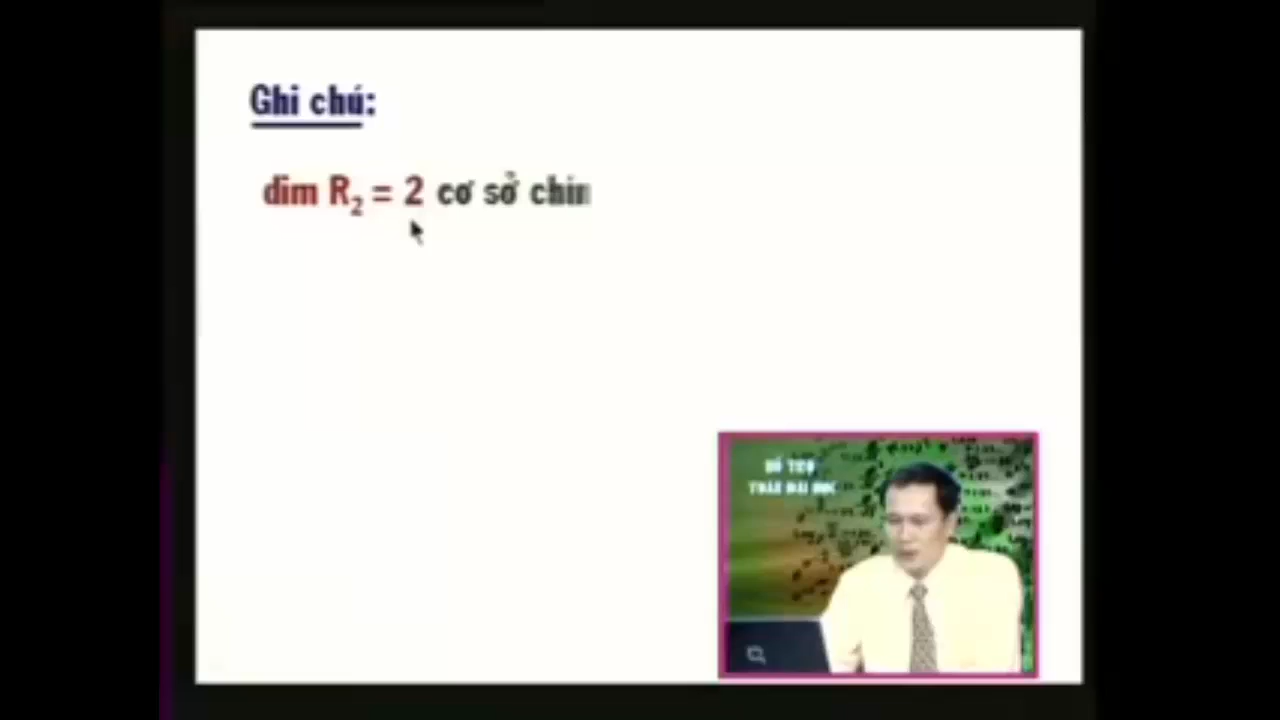 Ghi chú:
dim R₂ = 2 cơ sở chin